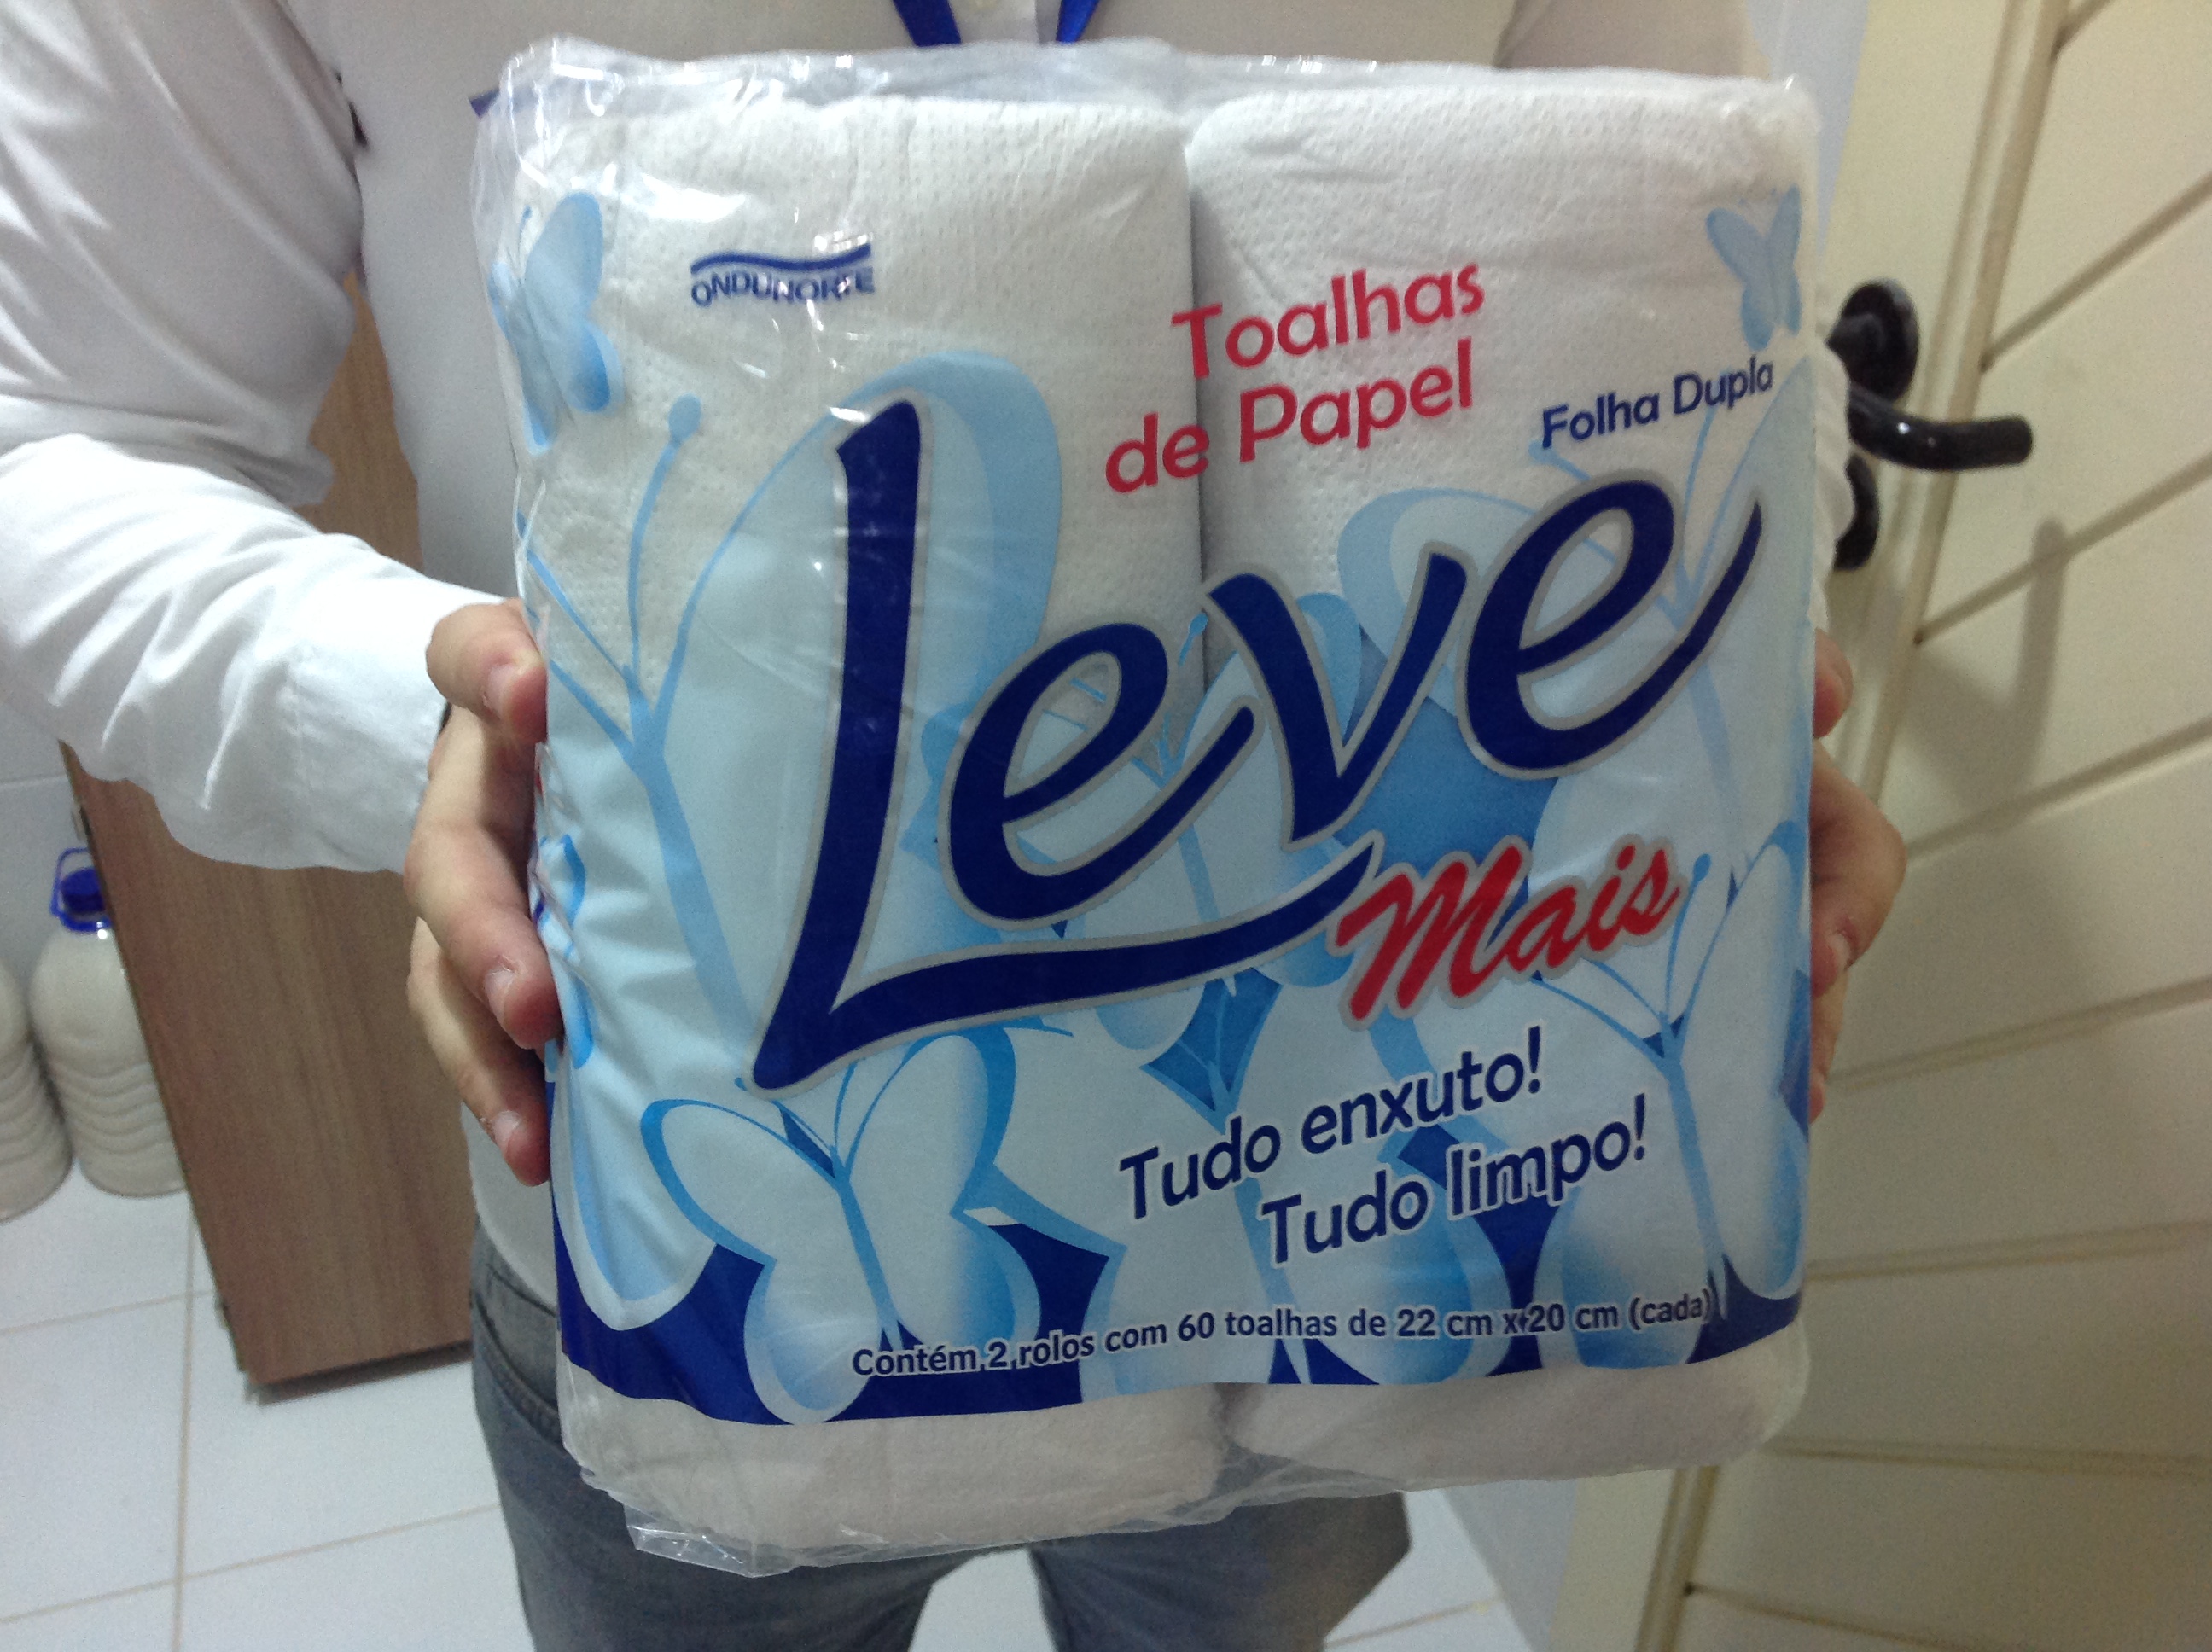 ONDUNORTE
Toalhas
de Papel
Folha Dupla
Leve
Mais
Tudo enxuto!
Tudo limpo!
Contém 2 rolos com 60 toalhas de 22 cm x 20 cm (cada)